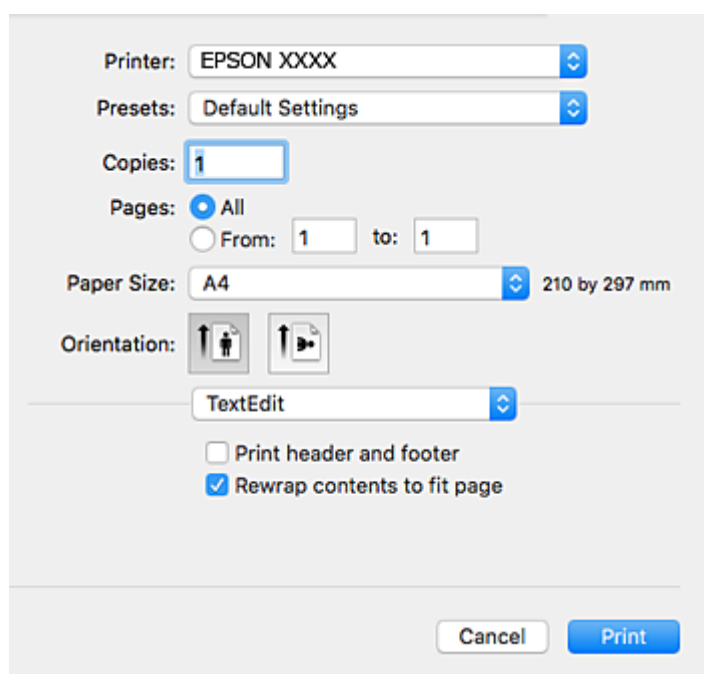 Printer: EPSON XXXX
Presets: Default Settings
Copies: 1
Pages: All
From: 1 to: 1
Paper Size: A4 210 by 297 mm
Orientation:
TextEdit
Print header and footer
Rewrap contents to fit page
Cancel Print